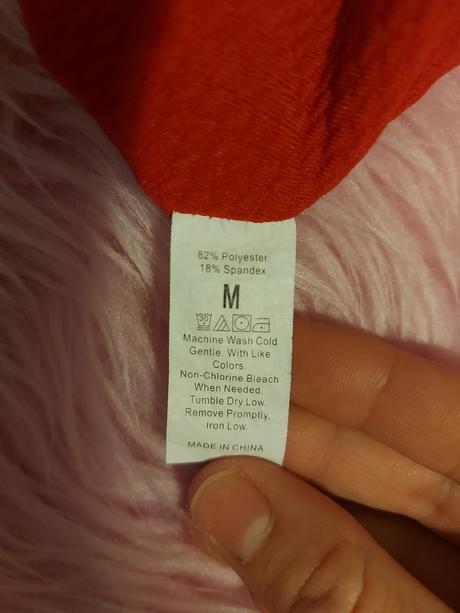 82% Polyester
18% Spandex
M
30
Machine Wash Cold
Gentle. With Like
Colors.
Non-Chlorine Bleach
When Needed.
Tumble Dry Low.
Remove Promptly.
Iron Low.
MADE IN CHINA